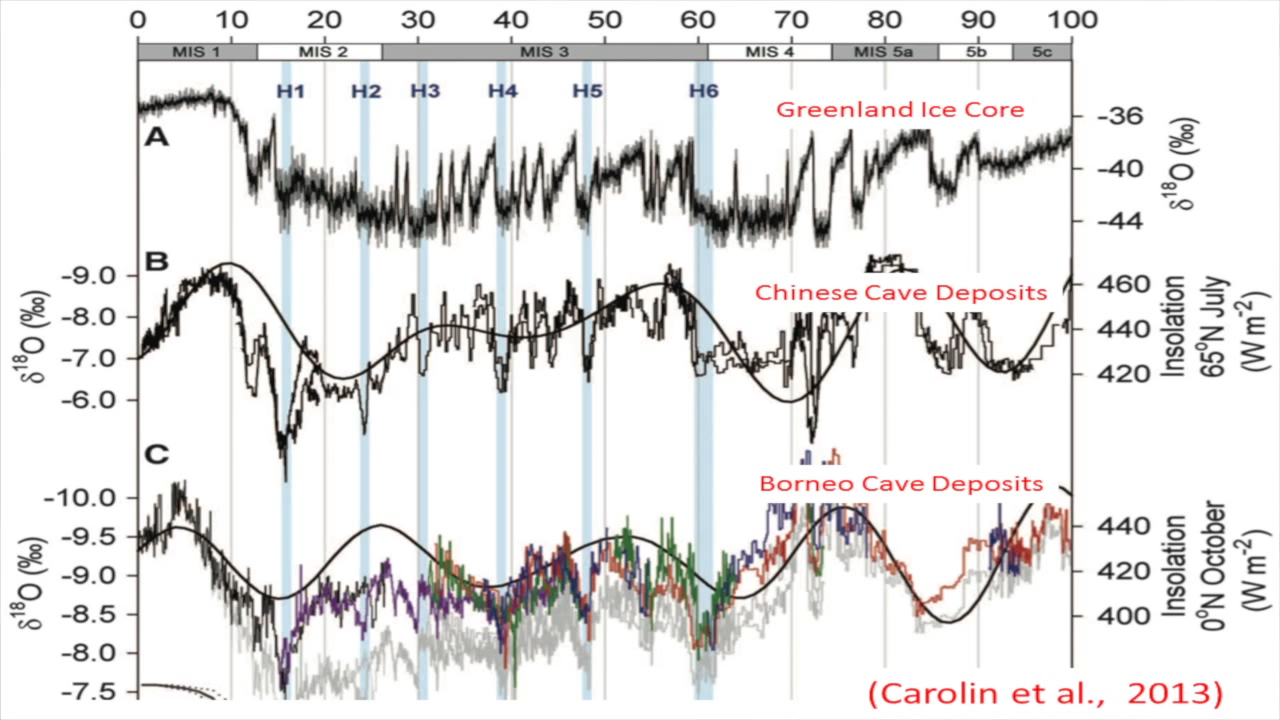 0 10 20 30 40 50 60 70 80 90 100
MIS 1 MIS 2 MIS 3 MIS 4 MIS 5a 5b 5c
H1 H2 H3 H4 H5 H6
Greenland Ice Core
A
-36
-40
-44
δ18O (‰)
B
Chinese Cave Deposits
-9.0
-8.0
-7.0
-6.0
δ18O (‰)
460
440
420
Insolation
65°N July
(W m-2)
C
Borneo Cave Deposits
-10.0
-9.5
-9.0
-8.5
-8.0
-7.5
δ18O (‰)
440
420
400
Insolation
0°N October
(W m-2)
(Carolin et al., 2013)